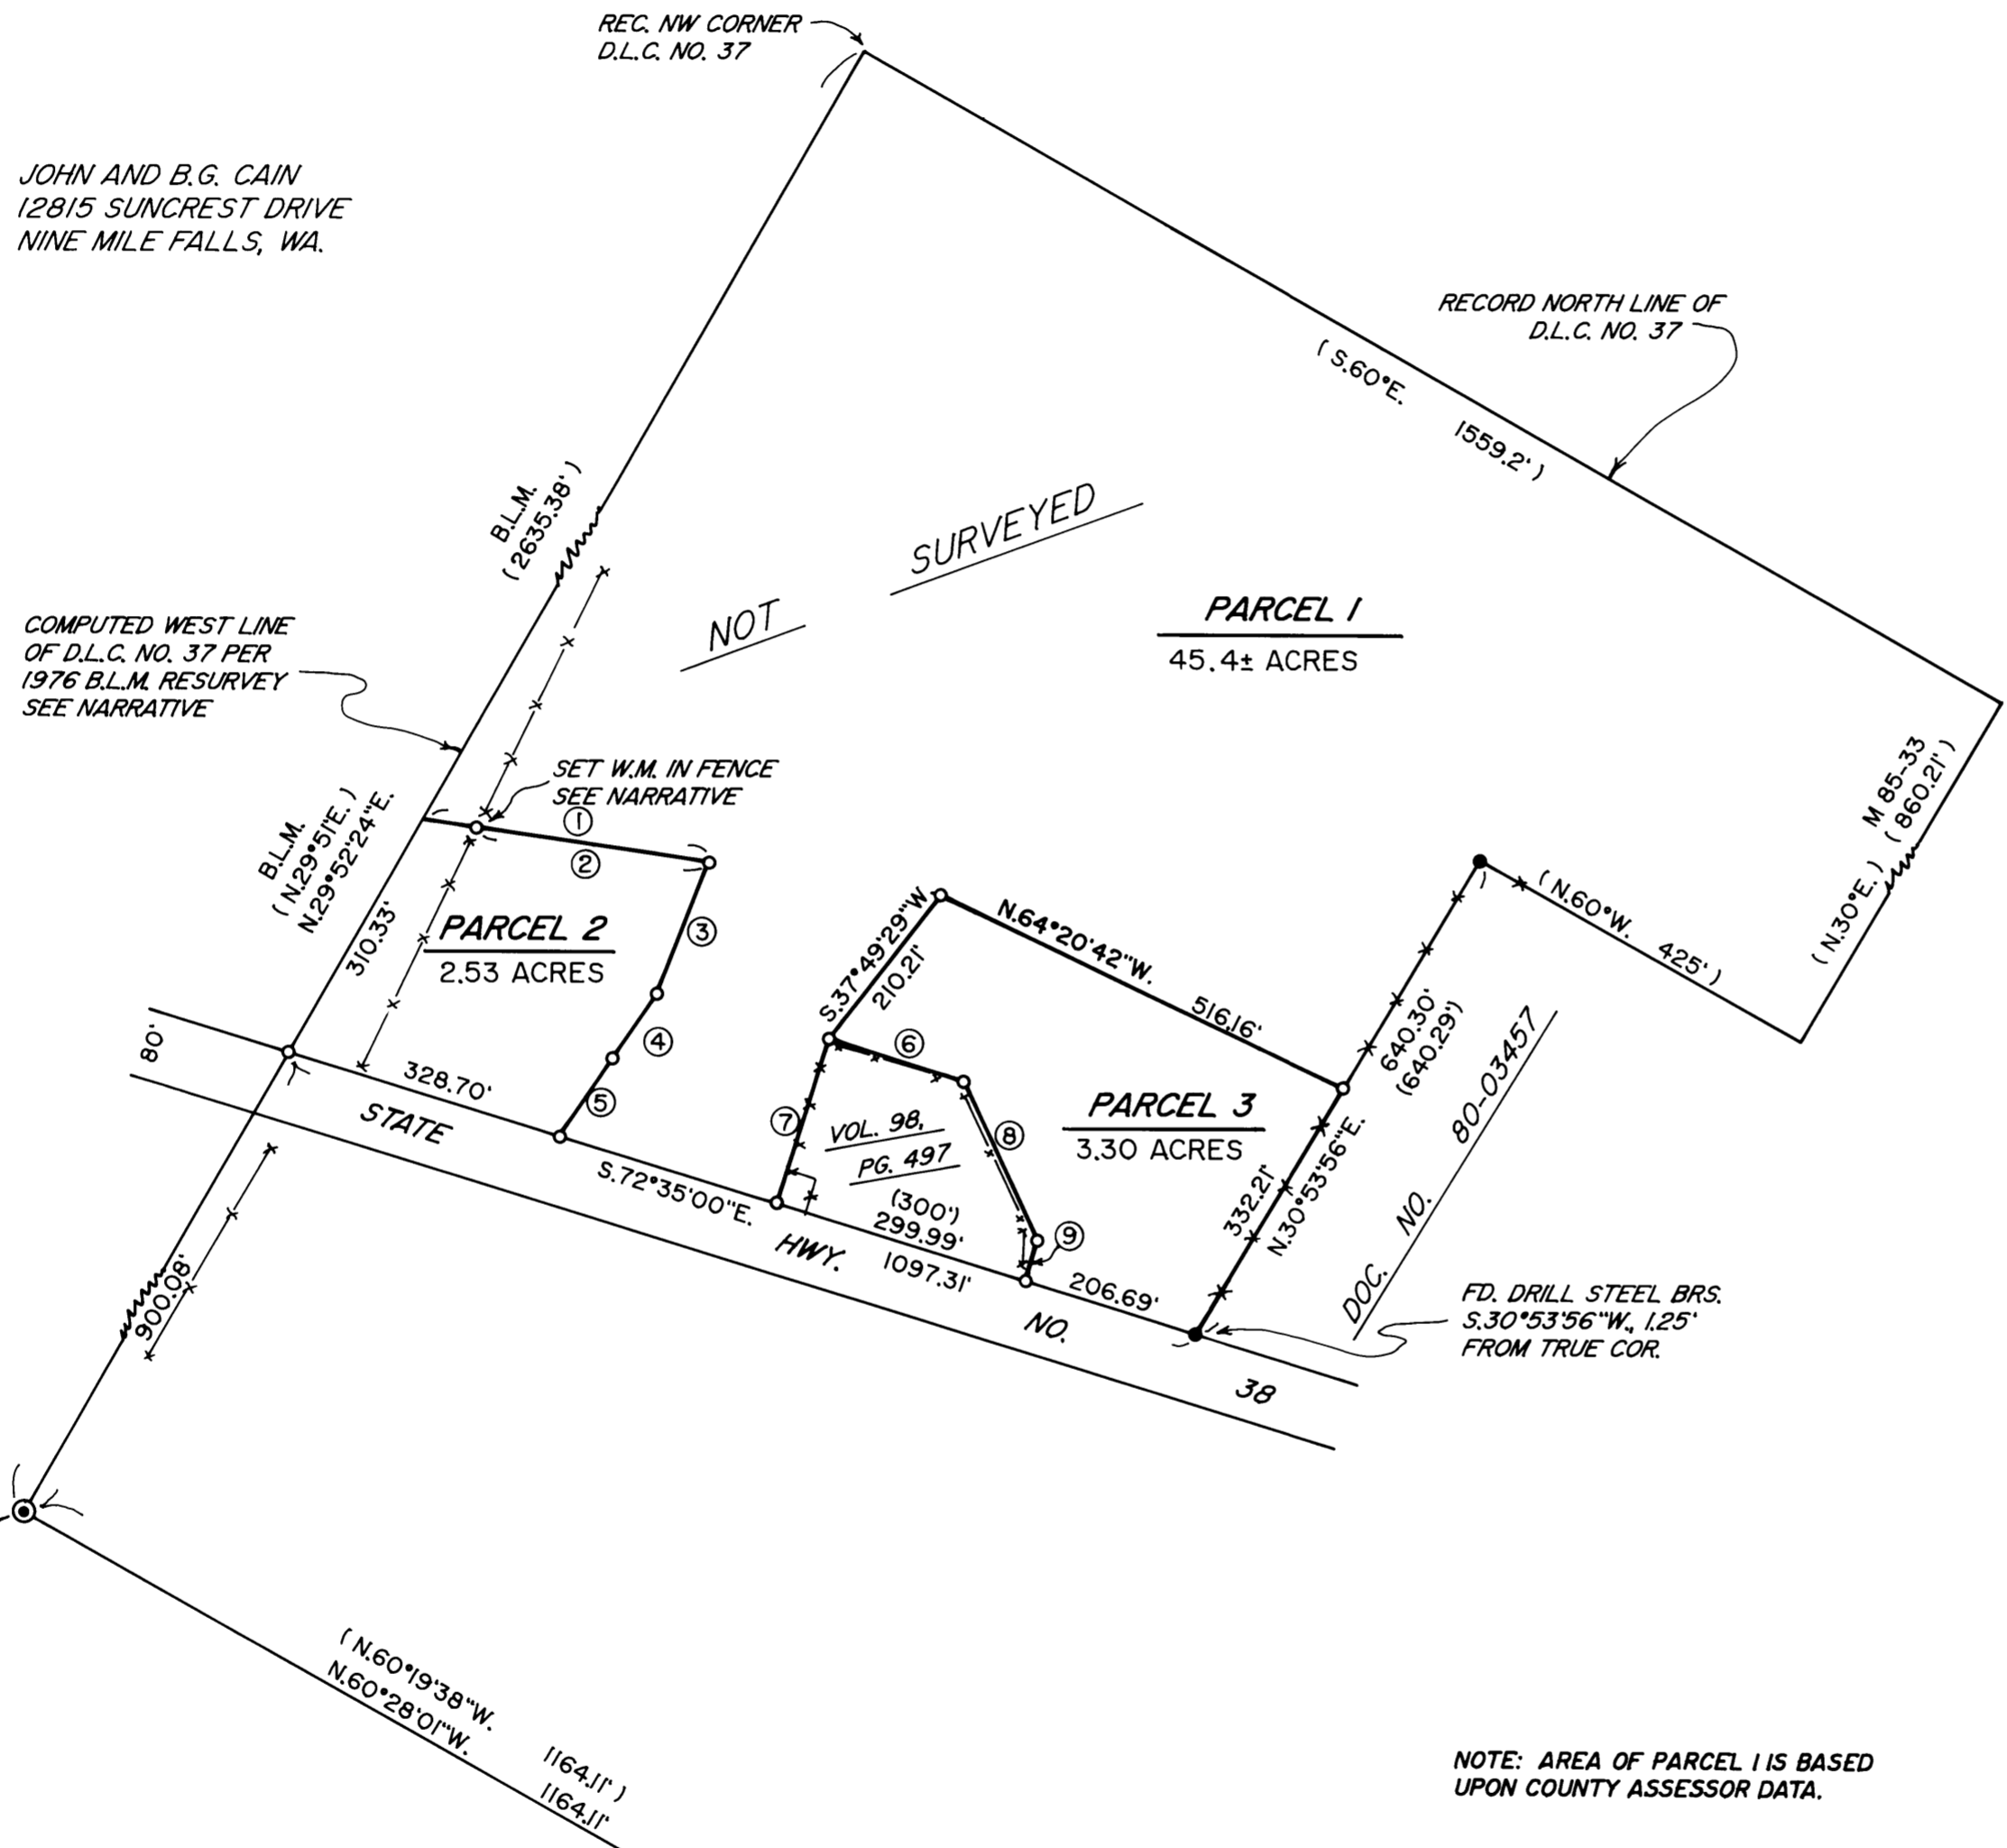 REC. NW CORNER
D.L.C. NO. 37
JOHN AND B.G. CAIN
12815 SUNCREST DRIVE
NINE MILE FALLS, WA.
RECORD NORTH LINE OF
D.L.C. NO. 37
( S.60°E. 1559.2' )
B.L.M.
( 2635.38' )
NOT SURVEYED
PARCEL 1
45.4± ACRES
COMPUTED WEST LINE
OF D.L.C. NO. 37 PER
1976 B.L.M. RESURVEY
SEE NARRATIVE
SET W.M. IN FENCE
SEE NARRATIVE
M 85-33
( N.30°E. ) ( 860.21' )
B.L.M.
( N.29°51'E. )
N.29°52'24"E.
310.33'
①
②
③
④
⑤
PARCEL 2
2.53 ACRES
S.37°49'29"W
210.21'
N.64°20'42"W. 516.16'
( N.60°W. 425' )
640.30'
(640.29')
80'
328.70'
STATE HWY. NO. 38
S.72°35'00"E. 1097.31'
⑥
⑦
⑧
⑨
VOL. 98,
PG. 497
(300')
299.99'
206.69'
PARCEL 3
3.30 ACRES
332.21'
N.30°53'56"E.
DOC. NO. 80-03457
FD. DRILL STEEL BRS.
S.30°53'56"W., 1.25'
FROM TRUE COR.
900.08'
( N.60°19'38"W. 1164.11' )
N.60°28'01"W. 1164.11'
NOTE: AREA OF PARCEL 1 IS BASED
UPON COUNTY ASSESSOR DATA.